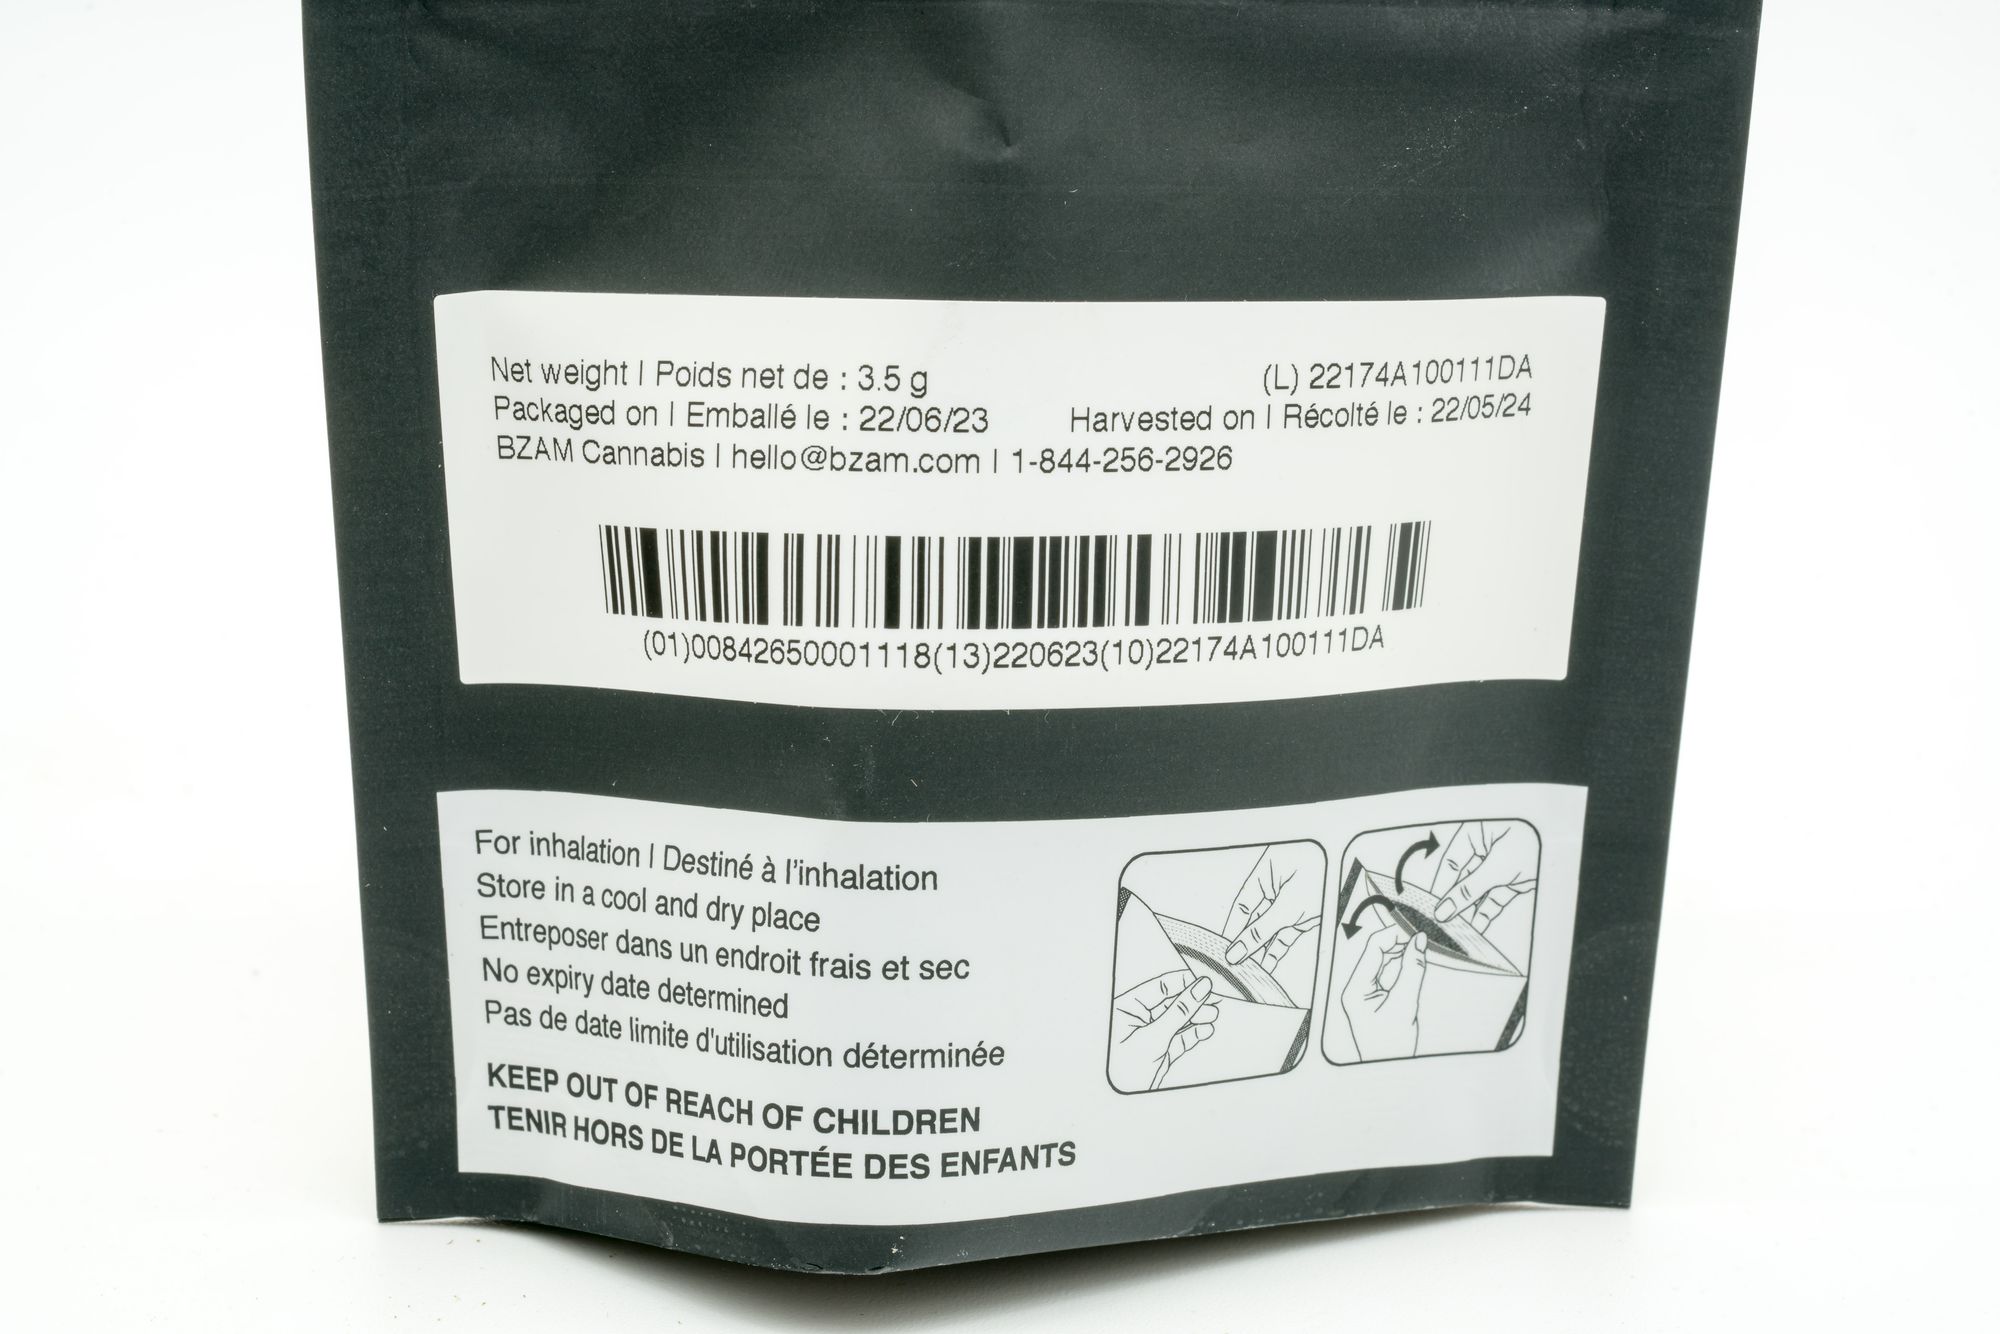 Net weight | Poids net de : 3.5 g (L) 22174A100111DA
Packaged on | Emballé le : 22/06/23 Harvested on | Récolté le : 22/05/24
BZAM Cannabis | hello@bzam.com | 1-844-256-2926
(01)00842650001118(13)220623(10)22174A100111DA
For inhalation | Destiné à l'inhalation
Store in a cool and dry place
Entreposer dans un endroit frais et sec
No expiry date determined
Pas de date limite d'utilisation déterminée
KEEP OUT OF REACH OF CHILDREN
TENIR HORS DE LA PORTÉE DES ENFANTS